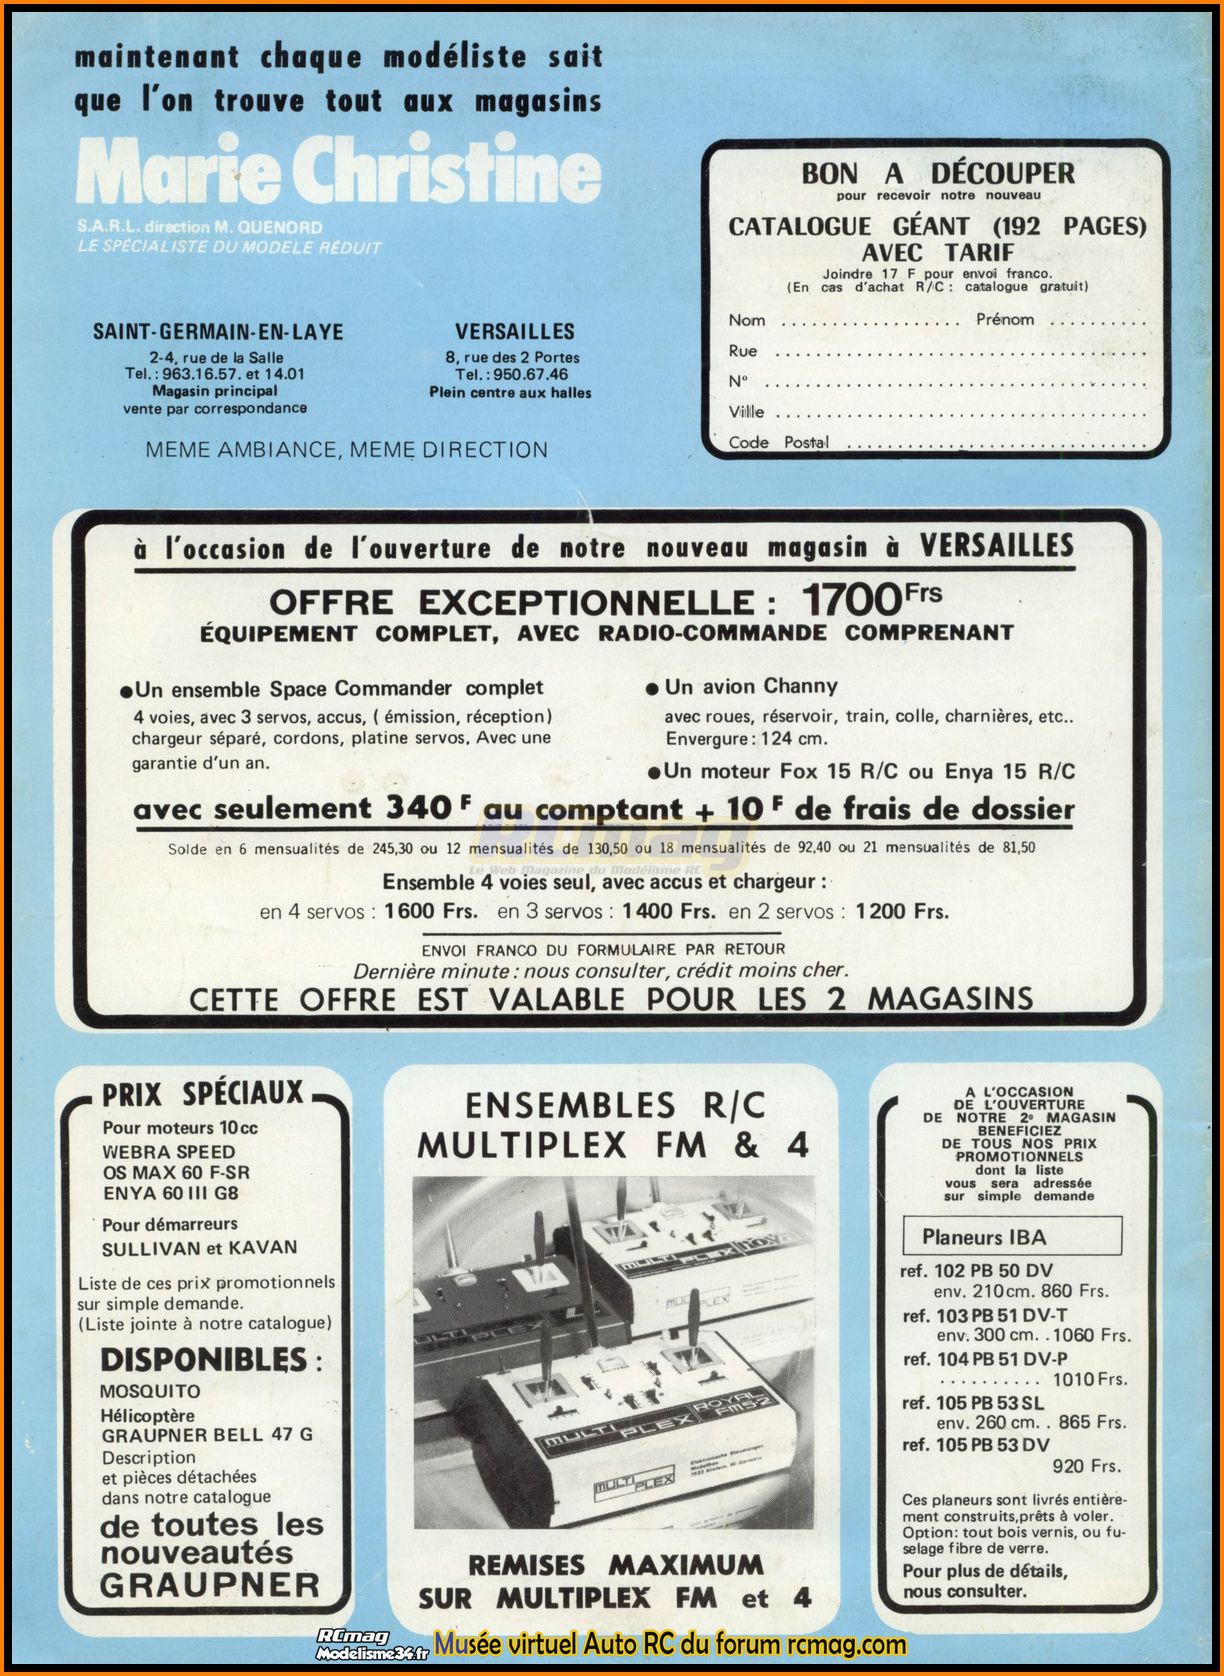 maintenant chaque modéliste sait
que l'on trouve tout aux magasins
Marie Christine
S.A.R.L. direction M. QUENORD
LE SPÉCIALISTE DU MODELE RÉDUIT
SAINT-GERMAIN-EN-LAYE
2-4, rue de la Salle
Tel.: 963.16.57. et 14.01
Magasin principal
vente par correspondance
VERSAILLES
8, rue des 2 Portes
Tel.: 950.67.46
Plein centre aux halles
MEME AMBIANCE, MEME DIRECTION
BON A DÉCOUPER
pour recevoir notre nouveau
CATALOGUE GÉANT (192 PAGES)
AVEC TARIF
Joindre 17 F pour envoi franco.
(En cas d'achat R/C : catalogue gratuit)
Nom .................. Prénom ..........
Rue .....................................
N° ......................................
Ville .....................................
Code Postal ..............................
à l'occasion de l'ouverture de notre nouveau magasin à VERSAILLES
OFFRE EXCEPTIONNELLE : 1700 Frs
ÉQUIPEMENT COMPLET, AVEC RADIO-COMMANDE COMPRENANT
● Un ensemble Space Commander complet
4 voies, avec 3 servos, accus, ( émission, réception)
chargeur séparé, cordons, platine servos. Avec une
garantie d'un an.
● Un avion Channy
avec roues, réservoir, train, colle, charnières, etc..
Envergure : 124 cm.
● Un moteur Fox 15 R/C ou Enya 15 R/C
avec seulement 340 F au comptant + 10 F de frais de dossier
RCmag
Solde en 6 mensualités de 245,30 ou 12 mensualités de 130,50 ou 18 mensualités de 92,40 ou 21 mensualités de 81,50
Le Web Magazine du Modélisme RC
Ensemble 4 voies seul, avec accus et chargeur :
en 4 servos : 1600 Frs. en 3 servos : 1400 Frs. en 2 servos : 1200 Frs.
ENVOI FRANCO DU FORMULAIRE PAR RETOUR
Dernière minute : nous consulter, crédit moins cher.
CETTE OFFRE EST VALABLE POUR LES 2 MAGASINS
PRIX SPÉCIAUX
Pour moteurs 10cc
WEBRA SPEED
OS MAX 60 F-SR
ENYA 60 III G8
Pour démarreurs
SULLIVAN et KAVAN
Liste de ces prix promotionnels
sur simple demande.
(Liste jointe à notre catalogue)
DISPONIBLES :
MOSQUITO
Hélicoptère
GRAUPNER BELL 47 G
Description
et pièces détachées
dans notre catalogue
de toutes les
nouveautés
GRAUPNER
ENSEMBLES R/C
MULTIPLEX FM & 4
MULTIPLEX
MULTIPLEX
MULTIPLEX
MULTIPLEX ROYAL FM52
MULTIPLEX
Elektronische Steuerungen
Modellbau
7532 Niefern, W.-Germany
REMISES MAXIMUM
SUR MULTIPLEX FM et 4
A L'OCCASION
DE L'OUVERTURE
DE NOTRE 2e MAGASIN
BENEFICIEZ
DE TOUS NOS PRIX
PROMOTIONNELS
dont la liste
vous sera adressée
sur simple demande
Planeurs IBA
ref. 102 PB 50 DV
env. 210cm. 860 Frs.
ref. 103 PB 51 DV-T
env. 300 cm. . 1060 Frs.
ref. 104 PB 51 DV-P
.......... 1010 Frs.
ref. 105 PB 53 SL
env. 260 cm. . 865 Frs.
ref. 105 PB 53 DV
920 Frs.
Ces planeurs sont livrés entière-
ment construits,prêts à voler.
Option: tout bois vernis, ou fu-
selage fibre de verre.
Pour plus de détails,
nous consulter.
RCmag
Modelisme34.fr
Musée virtuel Auto RC du forum rcmag.com